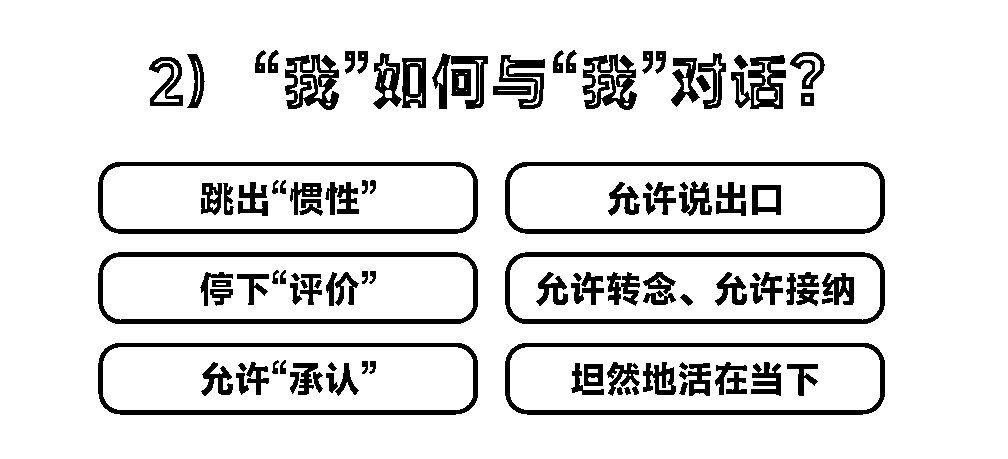 2）“我”如何与“我”对话？
跳出“惯性”
允许说出口
停下“评价”
允许转念、允许接纳
允许“承认”
坦然地活在当下